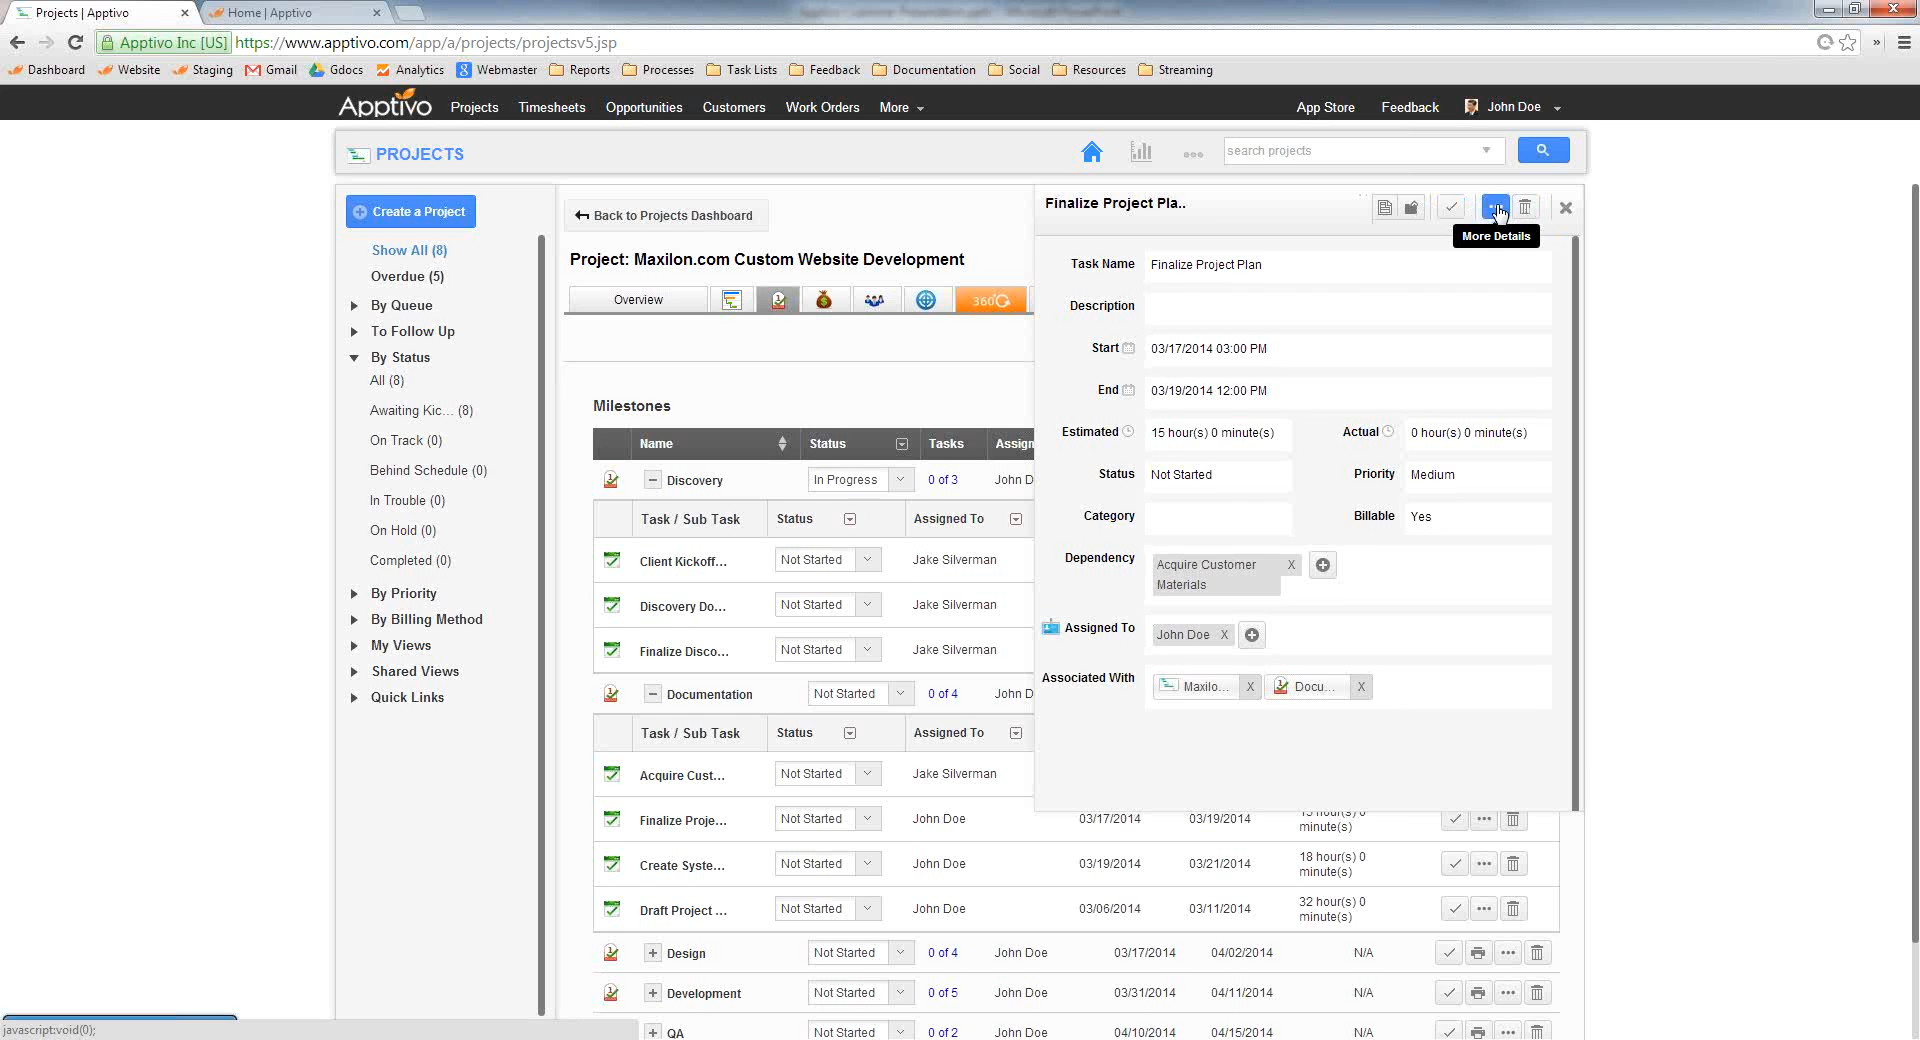 Projects | Apptivo
Home | Apptivo
Apptivo Inc [US]
https://www.apptivo.com/app/a/projects/projectsv5.jsp
Dashboard Website Staging Gmail Gdocs Analytics Webmaster Reports Processes Task Lists Feedback Documentation Social Resources Streaming
Apptivo Projects Timesheets Opportunities Customers Work Orders More App Store Feedback John Doe
PROJECTS
search projects
Create a Project
Show All (8)
Overdue (5)
By Queue
To Follow Up
By Status
All (8)
Awaiting Kic... (8)
On Track (0)
Behind Schedule (0)
In Trouble (0)
On Hold (0)
Completed (0)
By Priority
By Billing Method
My Views
Shared Views
Quick Links
Back to Projects Dashboard
Project: Maxilon.com Custom Website Development
Overview 360
Milestones
Name Status Tasks Assign
Discovery In Progress 0 of 3 John D
Task / Sub Task Status Assigned To
Client Kickoff... Not Started Jake Silverman
Discovery Do... Not Started Jake Silverman
Finalize Disco... Not Started Jake Silverman
Documentation Not Started 0 of 4 John D
Task / Sub Task Status Assigned To
Acquire Cust... Not Started Jake Silverman
Finalize Proje... Not Started John Doe 03/17/2014 03/19/2014 15 hour(s) 0
minute(s)
Create Syste... Not Started John Doe 03/19/2014 03/21/2014 18 hour(s) 0
minute(s)
Draft Project ... Not Started John Doe 03/06/2014 03/11/2014 32 hour(s) 0
minute(s)
Design Not Started 0 of 4 John Doe 03/17/2014 04/02/2014 N/A
Development Not Started 0 of 5 John Doe 03/31/2014 04/11/2014 N/A
QA Not Started 0 of 2 John Doe 04/10/2014 04/15/2014 N/A
Finalize Project Pla..
More Details
Task Name Finalize Project Plan
Description
Start 03/17/2014 03:00 PM
End 03/19/2014 12:00 PM
Estimated 15 hour(s) 0 minute(s) Actual 0 hour(s) 0 minute(s)
Status Not Started Priority Medium
Category Billable Yes
Dependency Acquire Customer X
Materials
Assigned To John Doe X
Associated With Maxilo... X Docu... X
javascript:void(0);